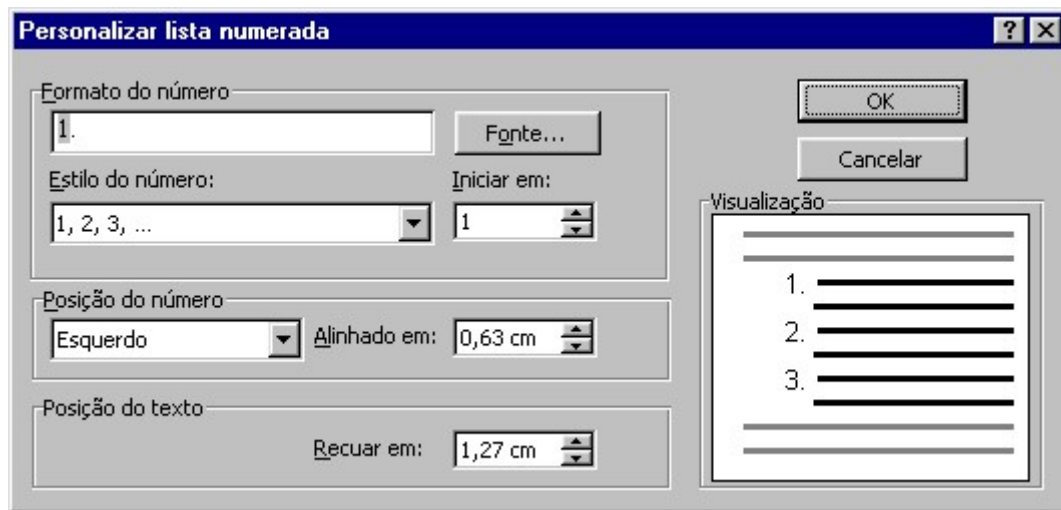 Personalizar lista numerada
Formato do número
1.
Fonte...
Estilo do número:
Iniciar em:
1, 2, 3, ...
1
Posição do número
Esquerdo
Alinhado em:
0,63 cm
Posição do texto
Recuar em:
1,27 cm
OK
Cancelar
Visualização
1.
2.
3.